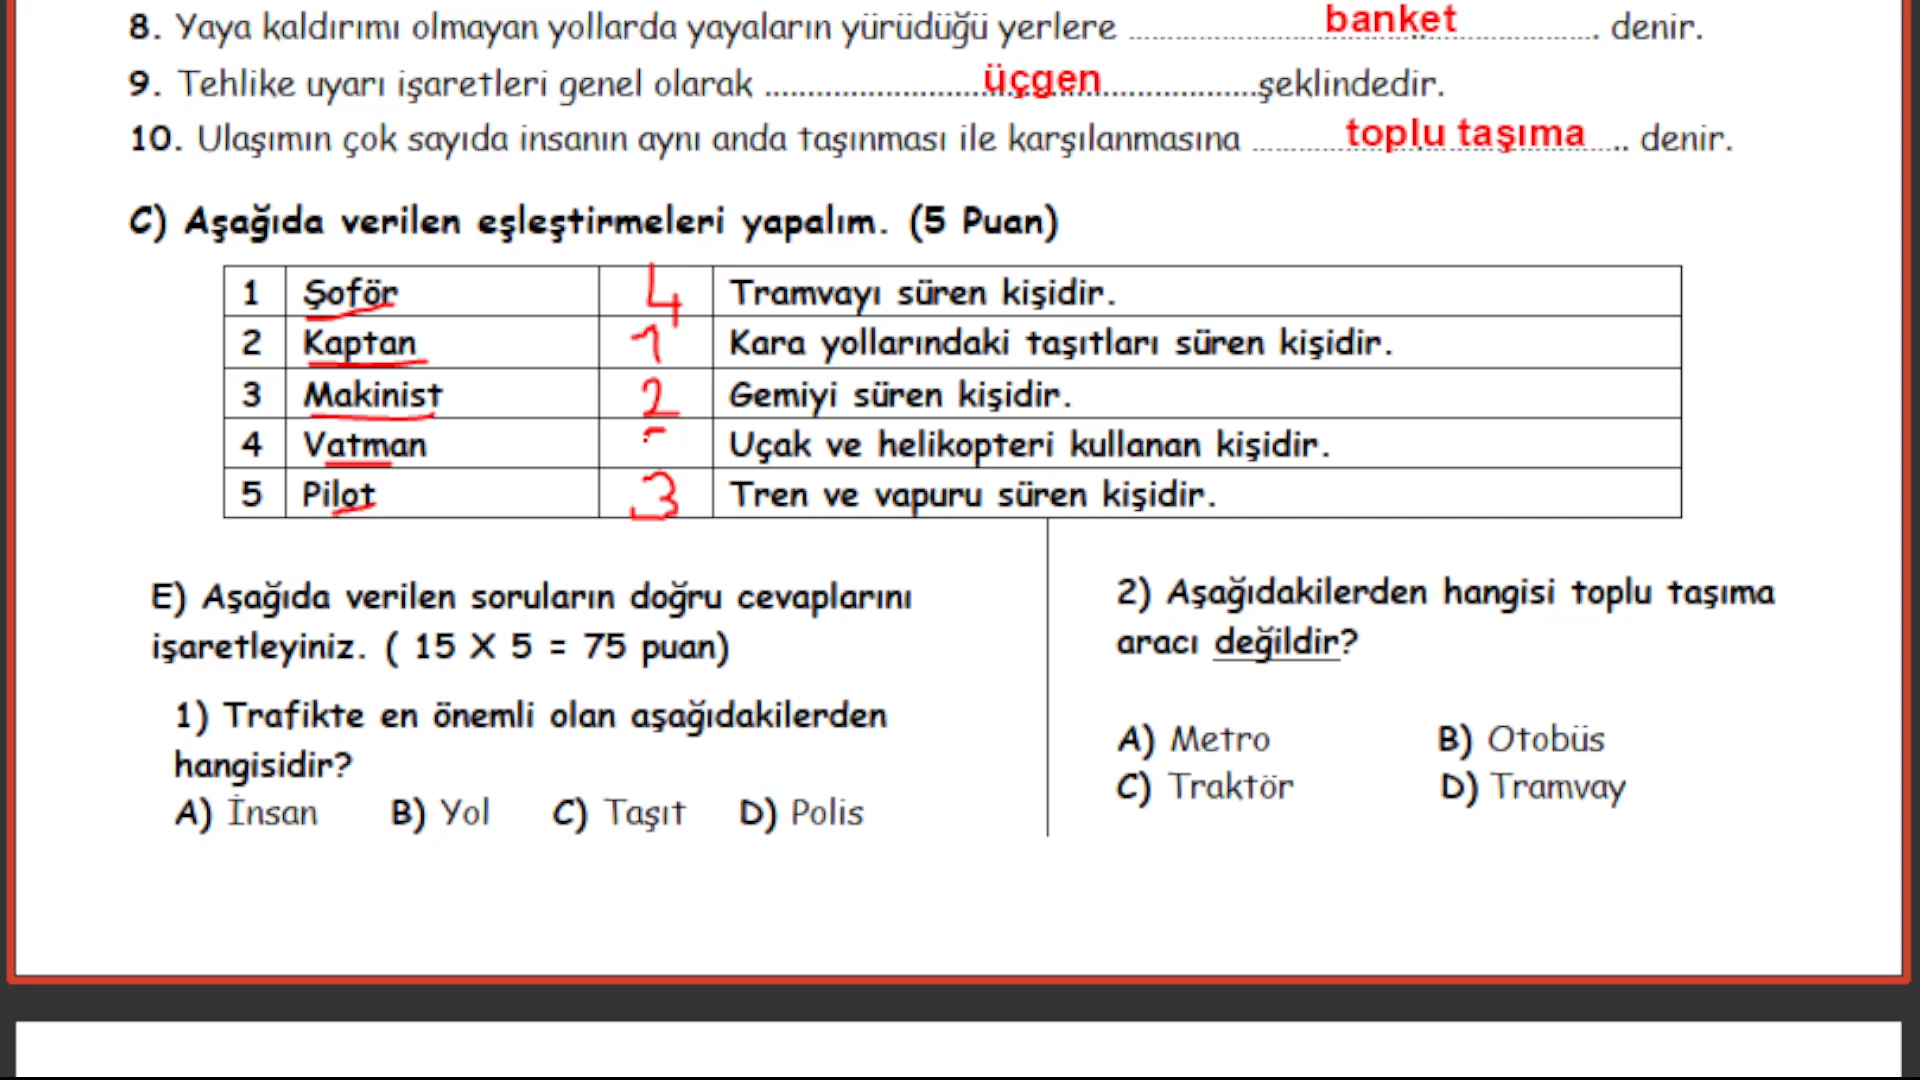 8. Yaya kaldırımı olmayan yollarda yayaların yürüdüğü yerlere ........ banket ........ denir.
9. Tehlike uyarı işaretleri genel olarak ........ üçgen ........şeklindedir.
10. Ulaşımın çok sayıda insanın aynı anda taşınması ile karşılanmasına ........ toplu taşıma ..... denir.
C) Aşağıda verilen eşleştirmeleri yapalım. (5 Puan)
1 Şoför 4 Tramvayı süren kişidir.
2 Kaptan 1 Kara yollarındaki taşıtları süren kişidir.
3 Makinist 2 Gemiyi süren kişidir.
4 Vatman Uçak ve helikopteri kullanan kişidir.
5 Pilot 3 Tren ve vapuru süren kişidir.
E) Aşağıda verilen soruların doğru cevaplarını
işaretleyiniz. ( 15 X 5 = 75 puan)
1) Trafikte en önemli olan aşağıdakilerden
hangisidir?
A) İnsan B) Yol C) Taşıt D) Polis
2) Aşağıdakilerden hangisi toplu taşıma
aracı değildir?
A) Metro B) Otobüs
C) Traktör D) Tramvay